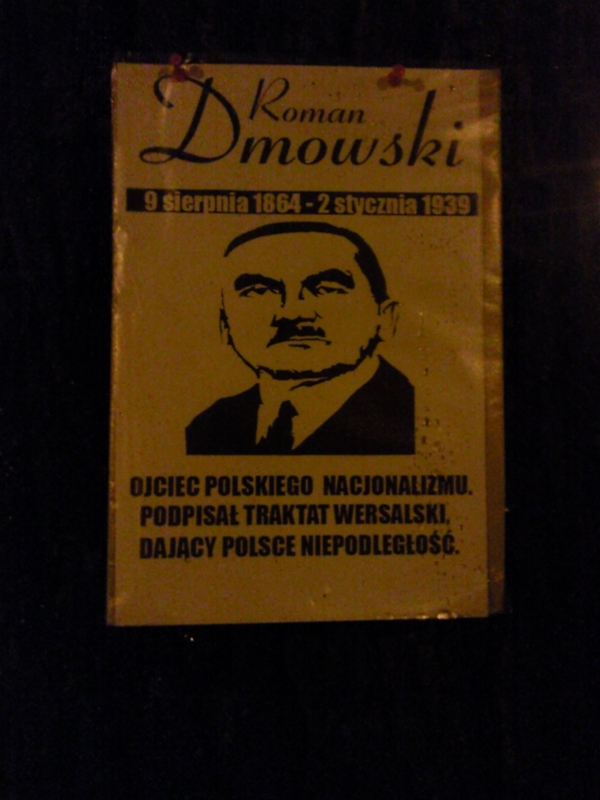 Roman
Dmowski
9 sierpnia 1864 - 2 stycznia 1939
OJCIEC POLSKIEGO NACJONALIZMU.
PODPISAŁ TRAKTAT WERSALSKI,
DAJĄCY POLSCE NIEPODLEGŁOŚĆ.